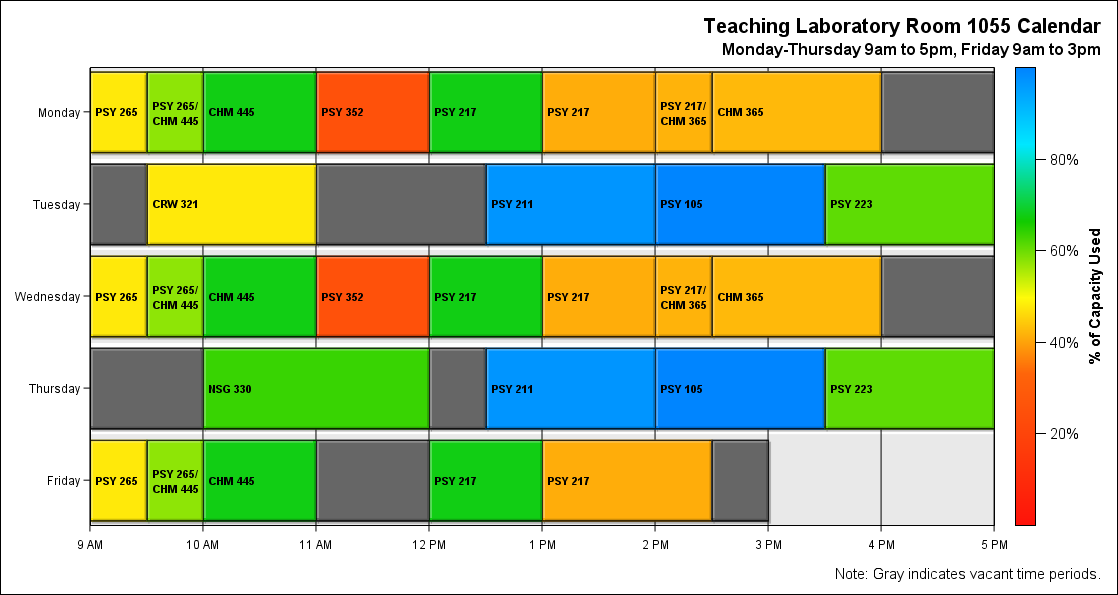 Teaching Laboratory Room 1055 Calendar
Monday-Thursday 9am to 5pm, Friday 9am to 3pm
Monday
PSY 265
PSY 265/
CHM 445
CHM 445
PSY 352
PSY 217
PSY 217
PSY 217/
CHM 365
CHM 365
Tuesday
CRW 321
PSY 211
PSY 105
PSY 223
Wednesday
PSY 265
PSY 265/
CHM 445
CHM 445
PSY 352
PSY 217
PSY 217
PSY 217/
CHM 365
CHM 365
Thursday
NSG 330
PSY 211
PSY 105
PSY 223
Friday
PSY 265
PSY 265/
CHM 445
CHM 445
PSY 217
PSY 217
9 AM
10 AM
11 AM
12 PM
1 PM
2 PM
3 PM
4 PM
5 PM
80%
60%
40%
20%
% of Capacity Used
Note: Gray indicates vacant time periods.